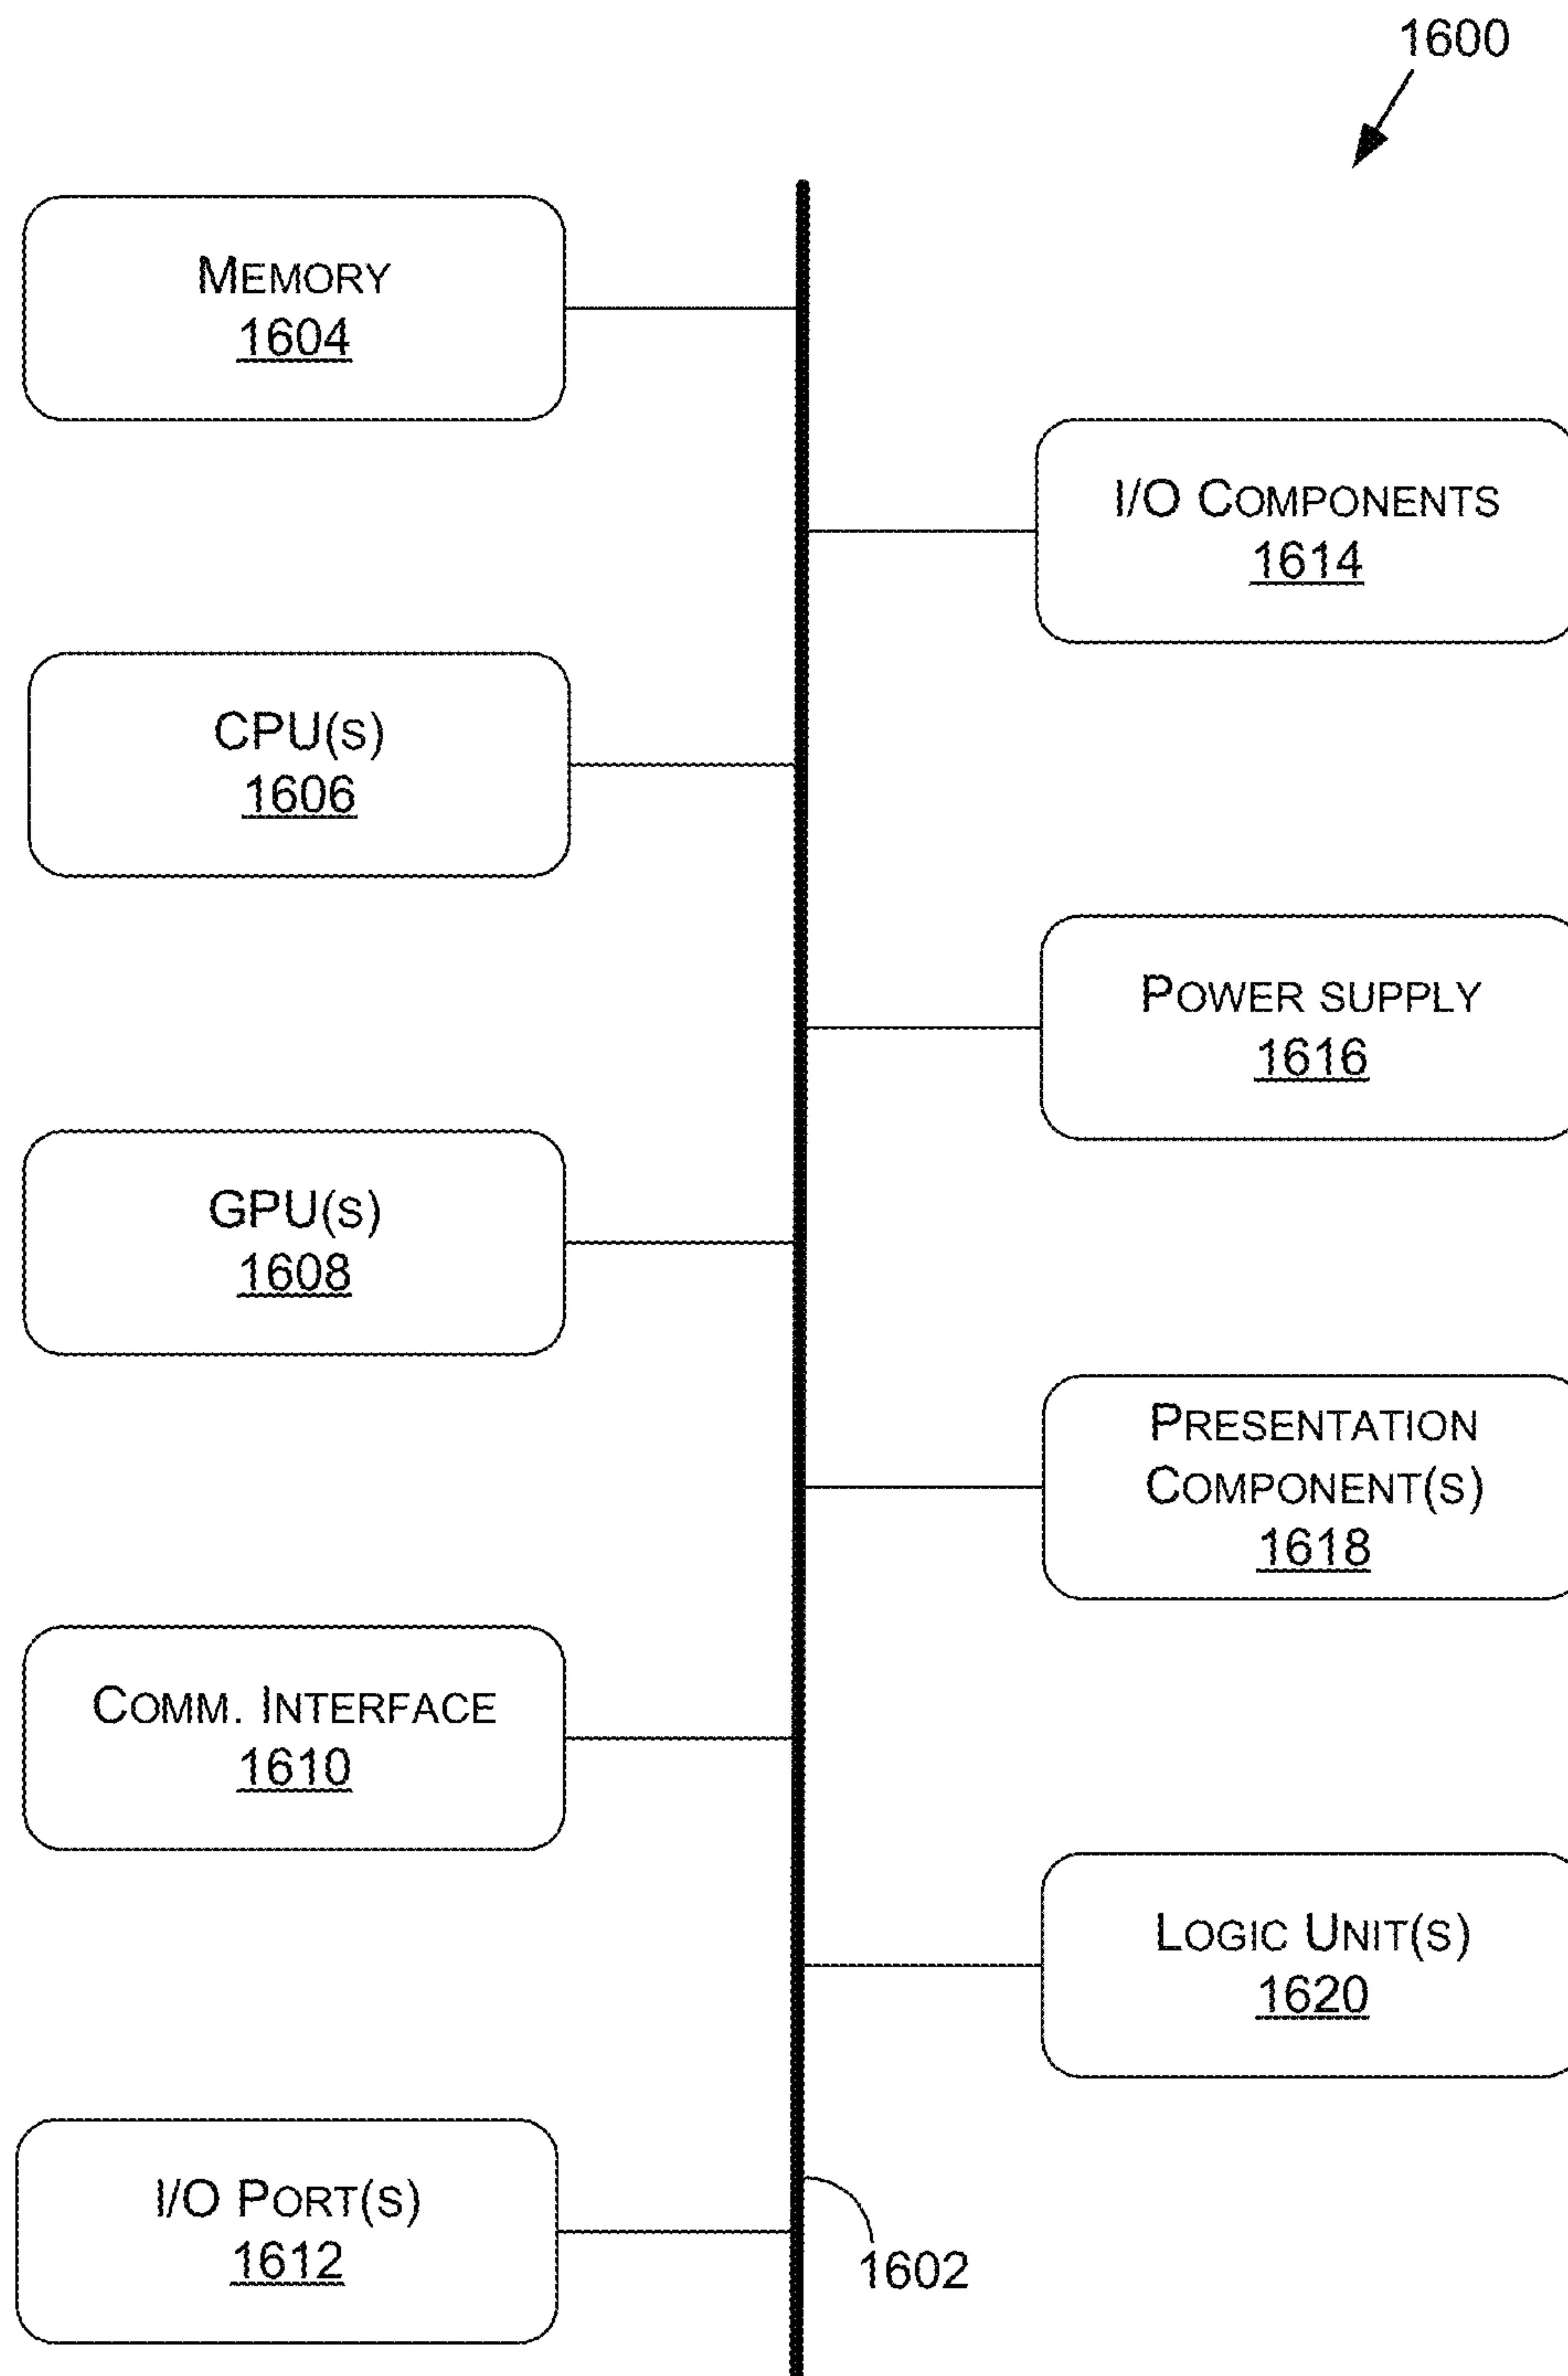 1600
MEMORY
1604
I/O COMPONENTS
1614
CPU(S)
1606
POWER SUPPLY
1616
GPU(S)
1608
PRESENTATION
COMPONENT(S)
1618
COMM. INTERFACE
1610
LOGIC UNIT(S)
1620
I/O PORT(S)
1612
1602